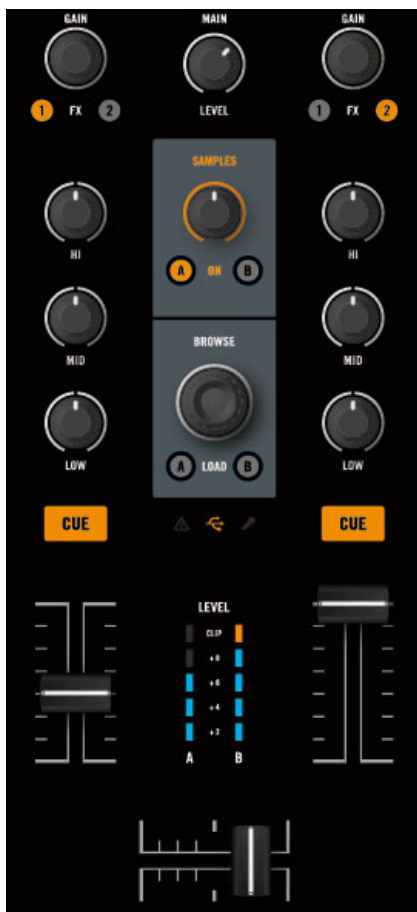 GAIN MAIN GAIN
1 FX 2 LEVEL 1 FX 2
SAMPLES
A ON B
HI HI
BROWSE
MID MID
A LOAD B
LOW LOW
CUE CUE
LEVEL
CLIP
+8
+6
+4
+2
A B